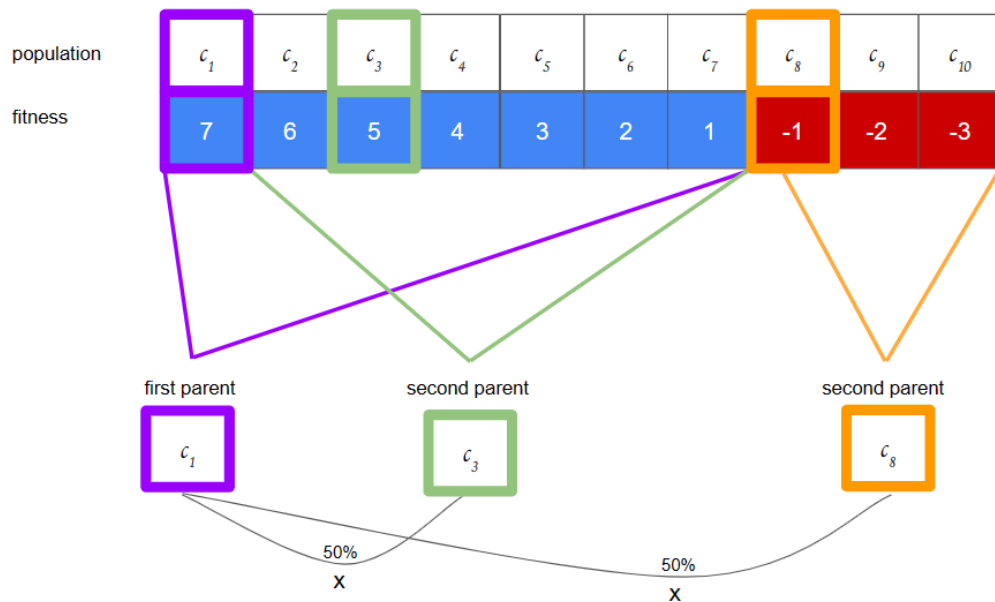 population c₁ c₂ c₃ c₄ c₅ c₆ c₇ c₈ c₉ c₁₀
fitness 7 6 5 4 3 2 1 -1 -2 -3
first parent second parent second parent
c₁ c₃ c₈
50% 50%
x x